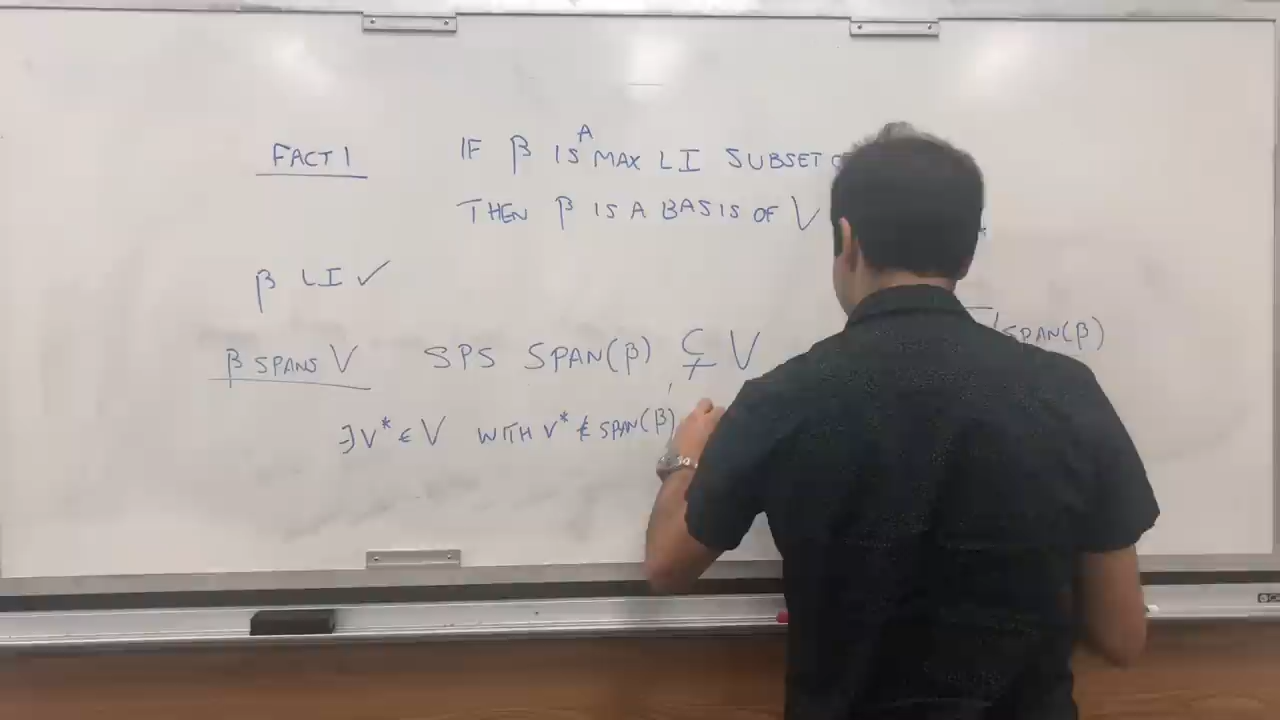 FACT 1
IF β IS A MAX LI SUBSET
THEN β IS A BASIS OF V
β LI ✓
β SPANS V SPS SPAN(β) ⊊ V
SPAN(β)
∃ V* ∈ V WITH V* ∉ SPAN(β)